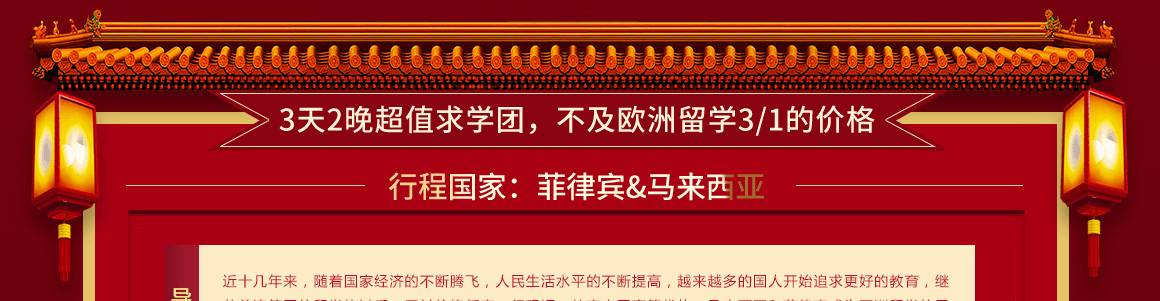 3天2晚超值求学团，不及欧洲留学3/1的价格
行程国家：菲律宾&马来西亚
导
近十几年来，随着国家经济的不断腾飞，人民生活水平的不断提高，越来越多的国人开始追求更好的教育，继